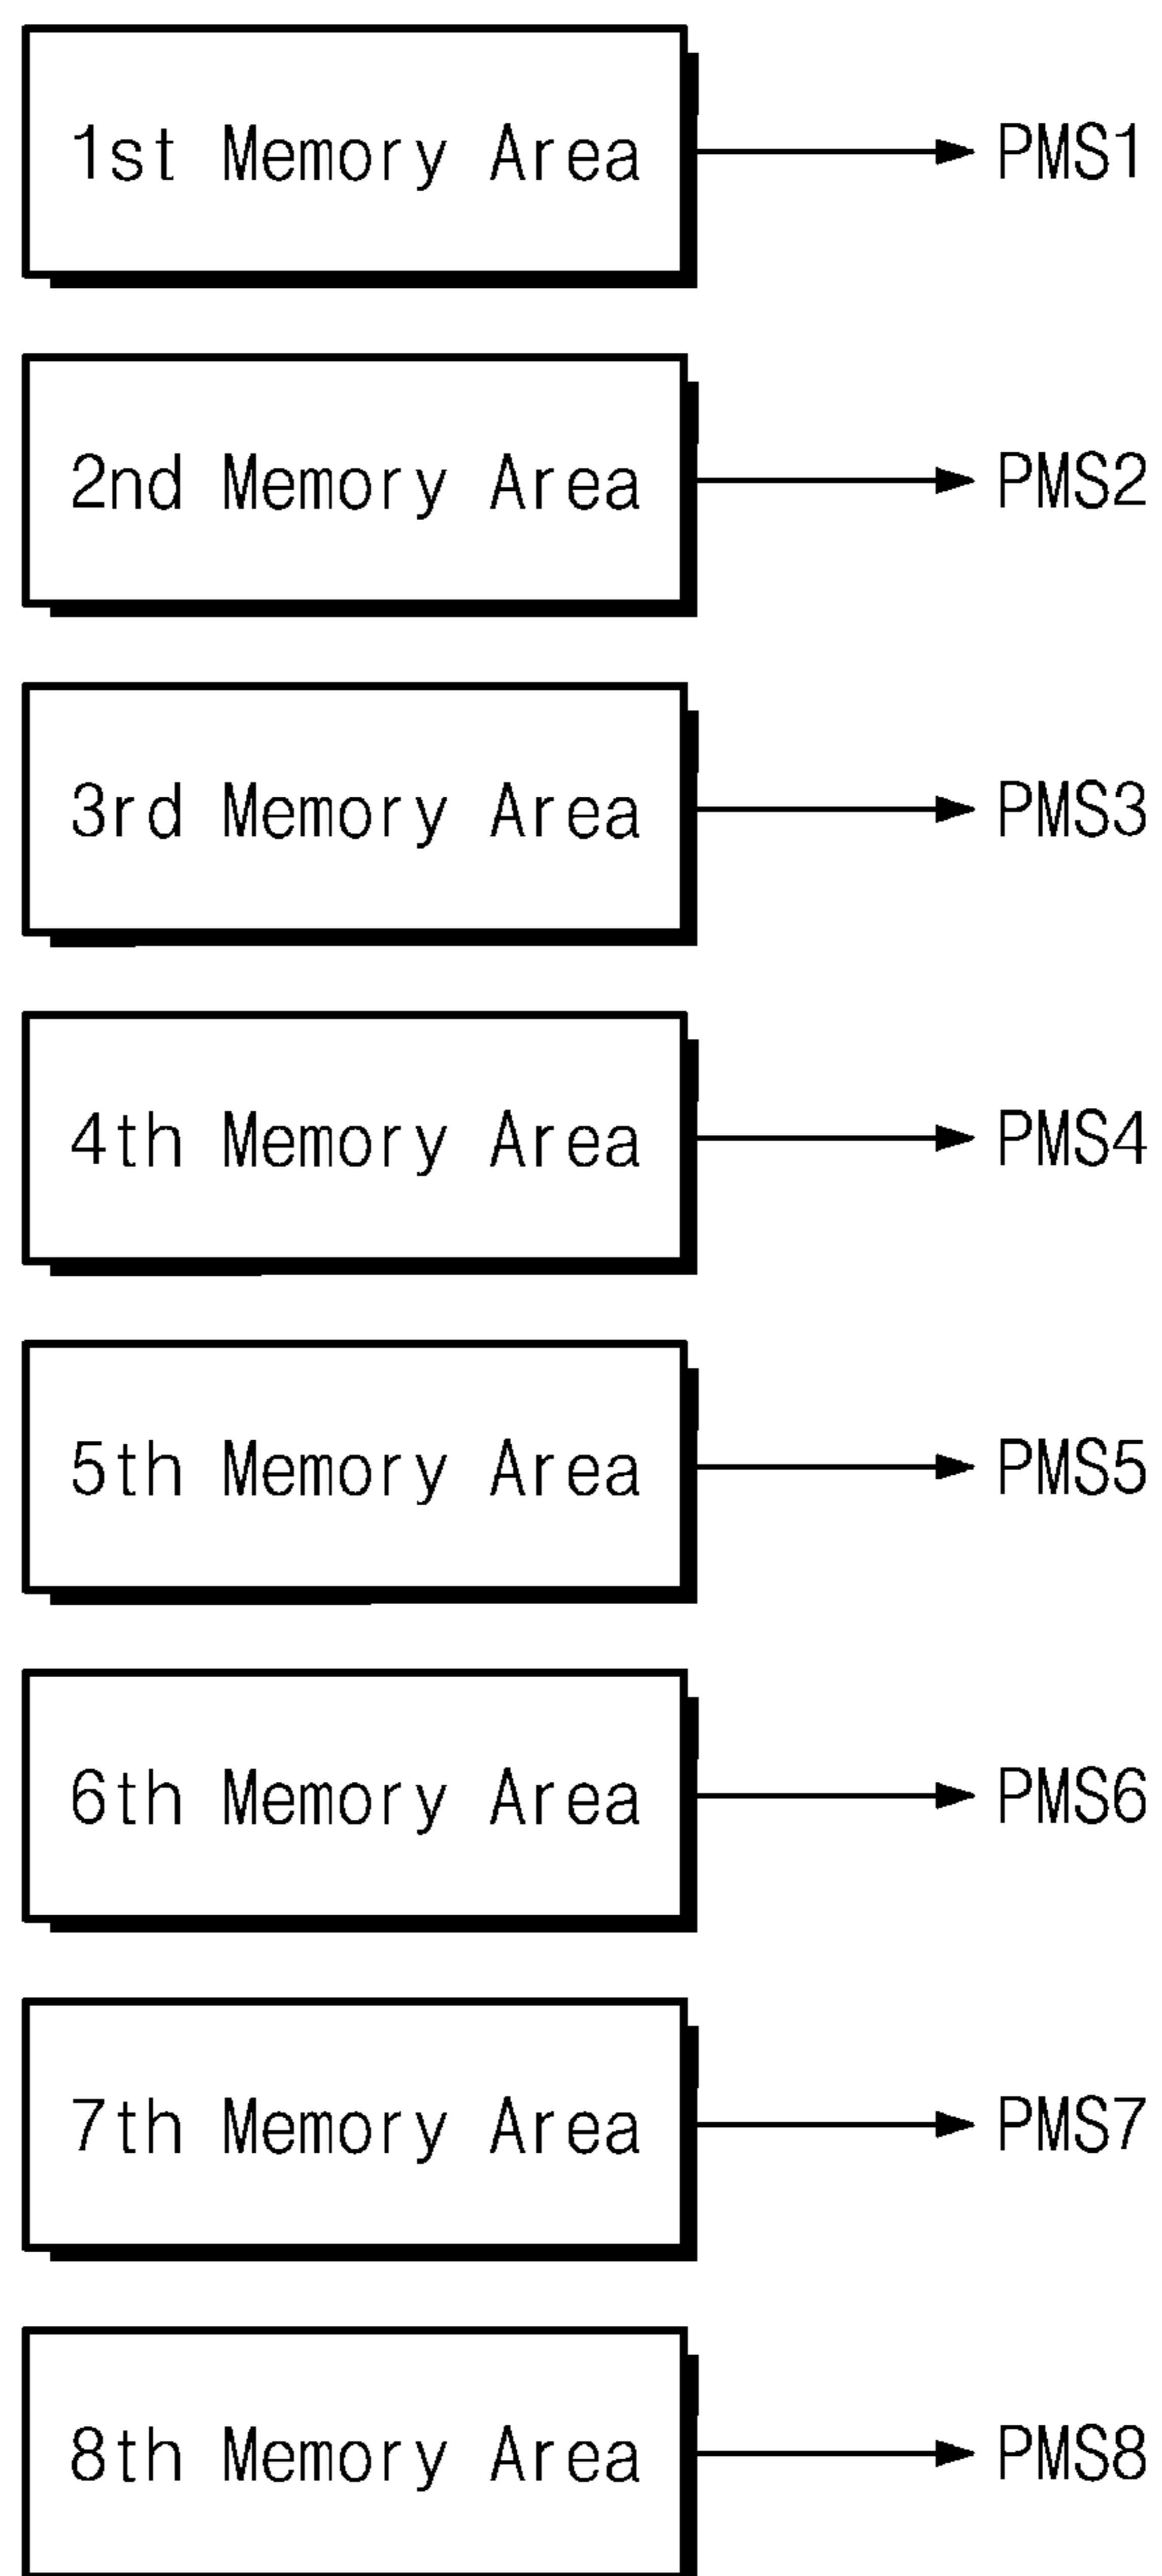 1st Memory Area PMS1
2nd Memory Area PMS2
3rd Memory Area PMS3
4th Memory Area PMS4
5th Memory Area PMS5
6th Memory Area PMS6
7th Memory Area PMS7
8th Memory Area PMS8